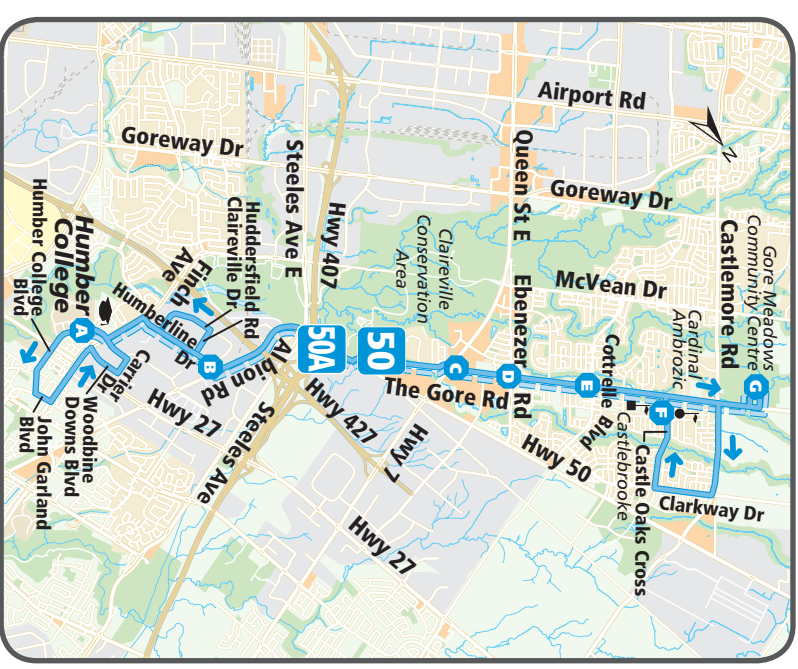 Airport Rd
Goreway Dr
Goreway Dr
Steeles Ave E
Hwy 407
Queen St E
Ebenezer Rd
McVean Dr
Castlemore Rd
Gore Meadows
Community Centre
Cardinal
Ambrozic
Claireville
Conservation
Area
N
Humber College
Blvd
Humber
College
Finch
Ave
Huddersfield Rd
Claireville Dr
Humberline
Dr
Albion Rd
50A
50
A
B
C
D
E
F
G
The Gore Rd
Cottrelle Blvd
Castlebrooke
Castle Oaks Cross
Clarkway Dr
Hwy 50
Hwy 427
Hwy 7
Hwy 27
Hwy 27
Steeles Ave
Carrier
Dr
Woodbine
Downs Blvd
John Garland
Blvd